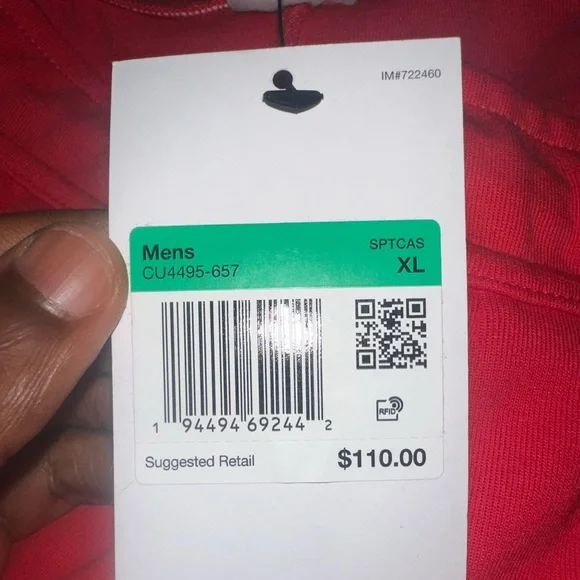 IM#722460
Mens
SPTCAS
CU4495-657
XL
RFID
1 94494 69244 2
Suggested Retail
$110.00